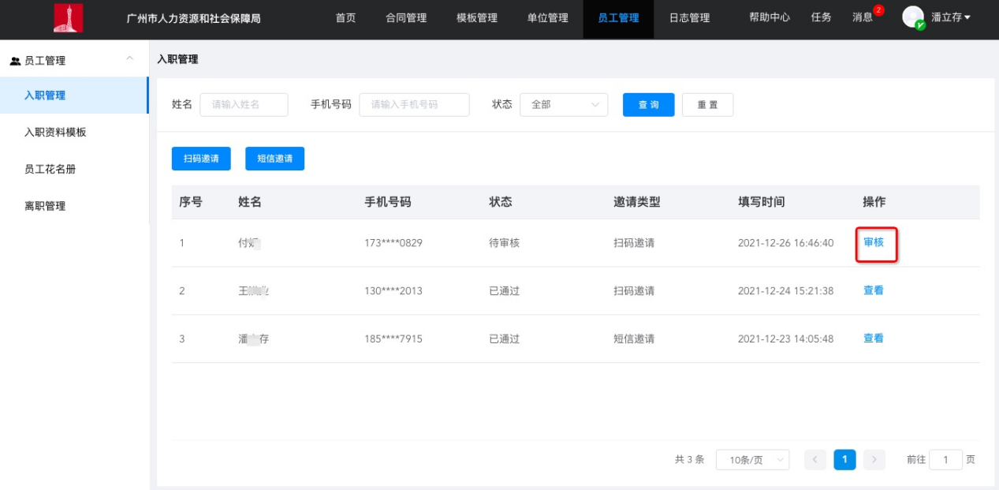 广州市人力资源和社会保障局 首页 合同管理 模板管理 单位管理 员工管理 日志管理 帮助中心 任务 消息 2 潘立存
员工管理
入职管理
入职资料模板
员工花名册
离职管理
入职管理
姓名 请输入姓名 手机号码 请输入手机号码 状态 全部 查询 重置
扫码邀请 短信邀请
序号 姓名 手机号码 状态 邀请类型 填写时间 操作
1 付 173****0829 待审核 扫码邀请 2021-12-26 16:46:40 审核
2 王 130****2013 已通过 扫码邀请 2021-12-24 15:21:38 查看
3 潘 存 185****7915 已通过 短信邀请 2021-12-23 14:05:48 查看
共 3 条 10条/页 < 1 > 前往 1 页